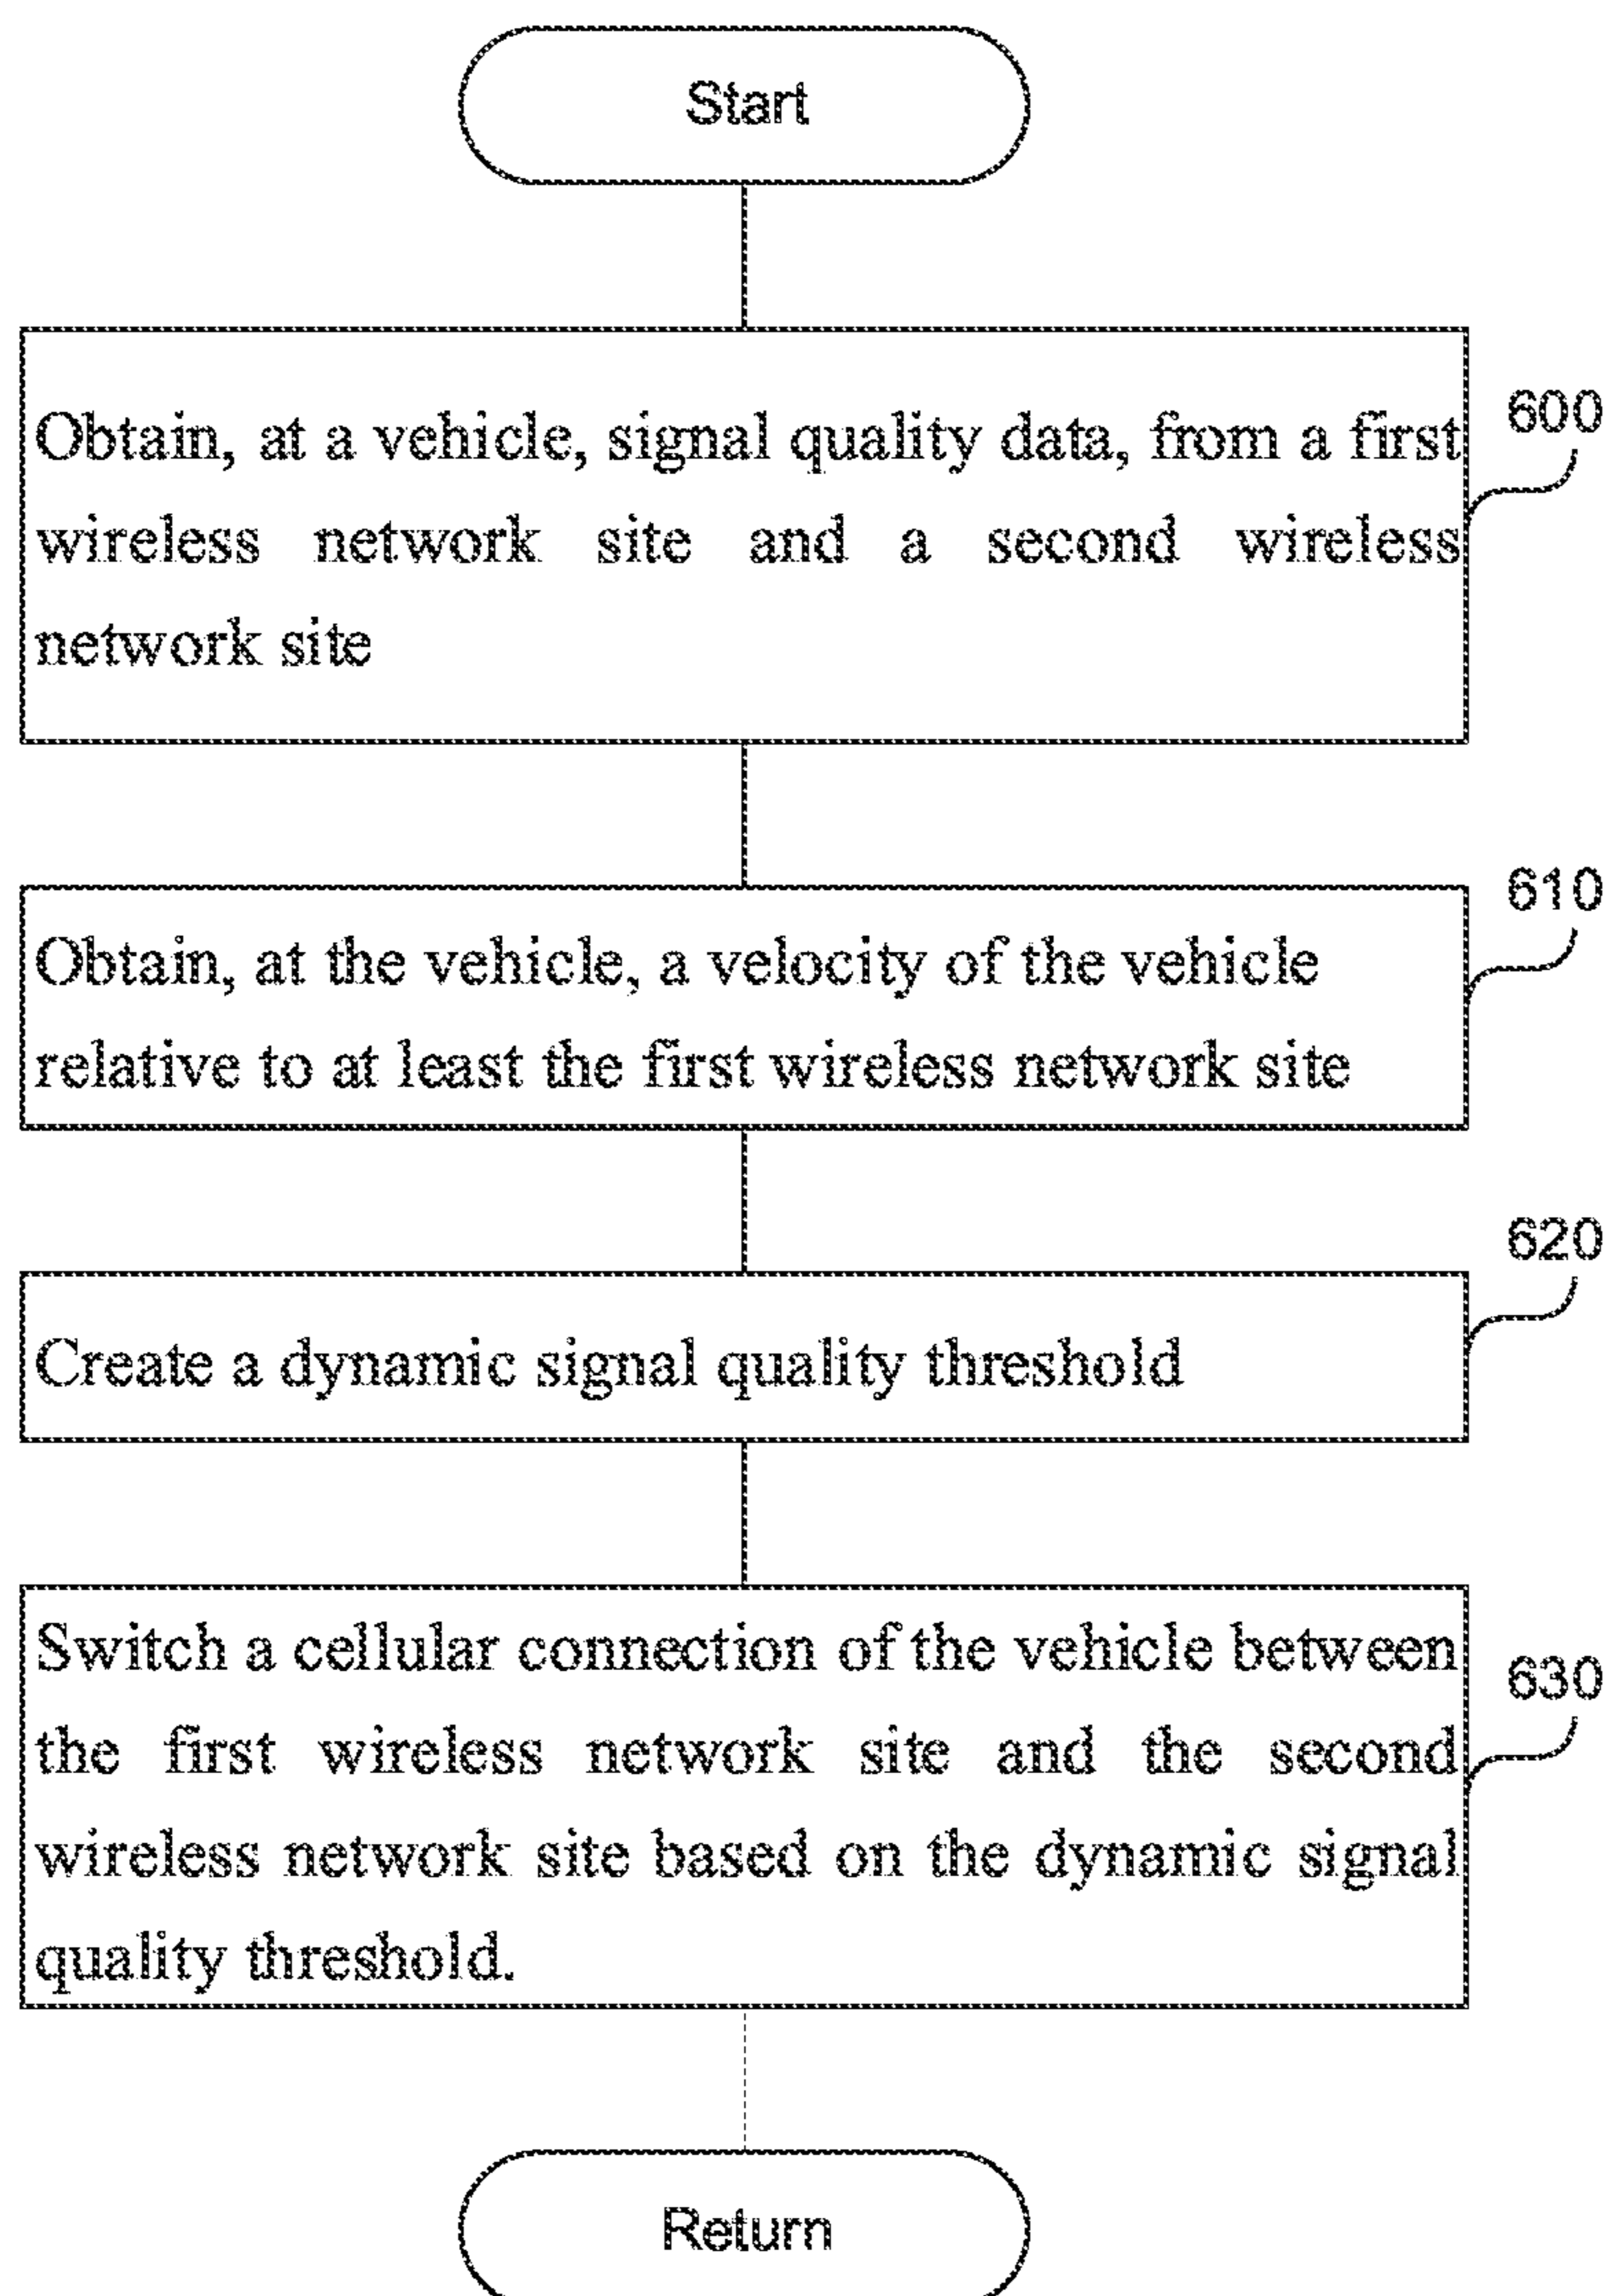 Start
Obtain, at a vehicle, signal quality data, from a first
wireless network site and a second wireless
network site
600
Obtain, at the vehicle, a velocity of the vehicle
relative to at least the first wireless network site
610
Create a dynamic signal quality threshold
620
Switch a cellular connection of the vehicle between
the first wireless network site and the second
wireless network site based on the dynamic signal
quality threshold.
630
Return